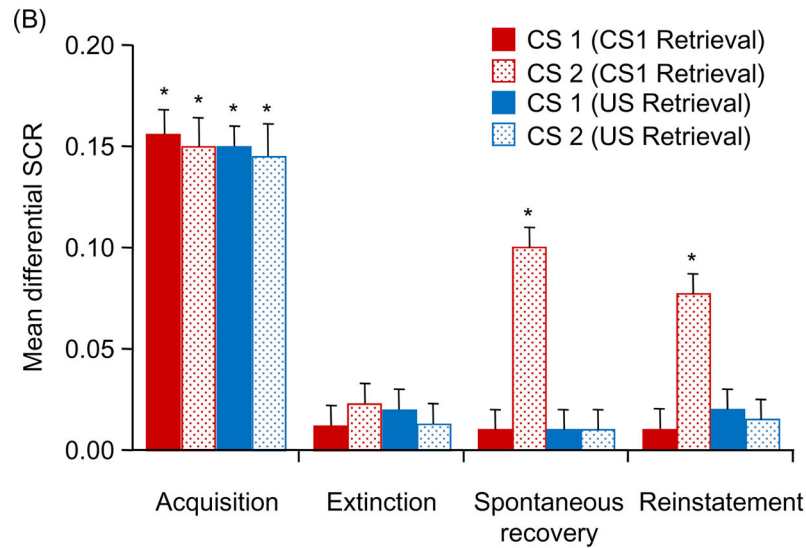 (B)
CS 1 (CS1 Retrieval)
CS 2 (CS1 Retrieval)
CS 1 (US Retrieval)
CS 2 (US Retrieval)
Mean differential SCR
0.20
0.15
0.10
0.05
0.00
* * * *
*
*
Acquisition
Extinction
Spontaneous
recovery
Reinstatement